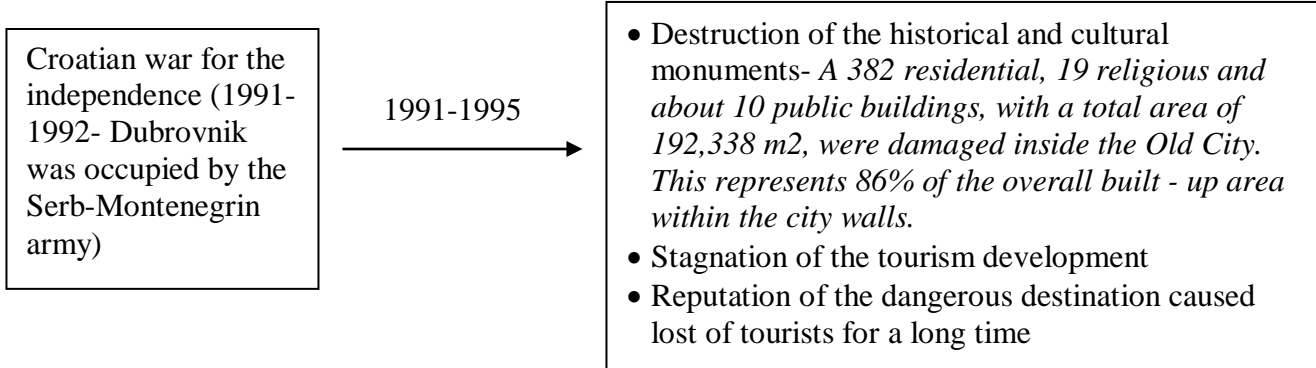 Croatian war for the
independence (1991-
1992- Dubrovnik
was occupied by the
Serb-Montenegrin
army)
1991-1995
• Destruction of the historical and cultural
monuments- A 382 residential, 19 religious and
about 10 public buildings, with a total area of
192,338 m2, were damaged inside the Old City.
This represents 86% of the overall built - up area
within the city walls.
• Stagnation of the tourism development
• Reputation of the dangerous destination caused
lost of tourists for a long time